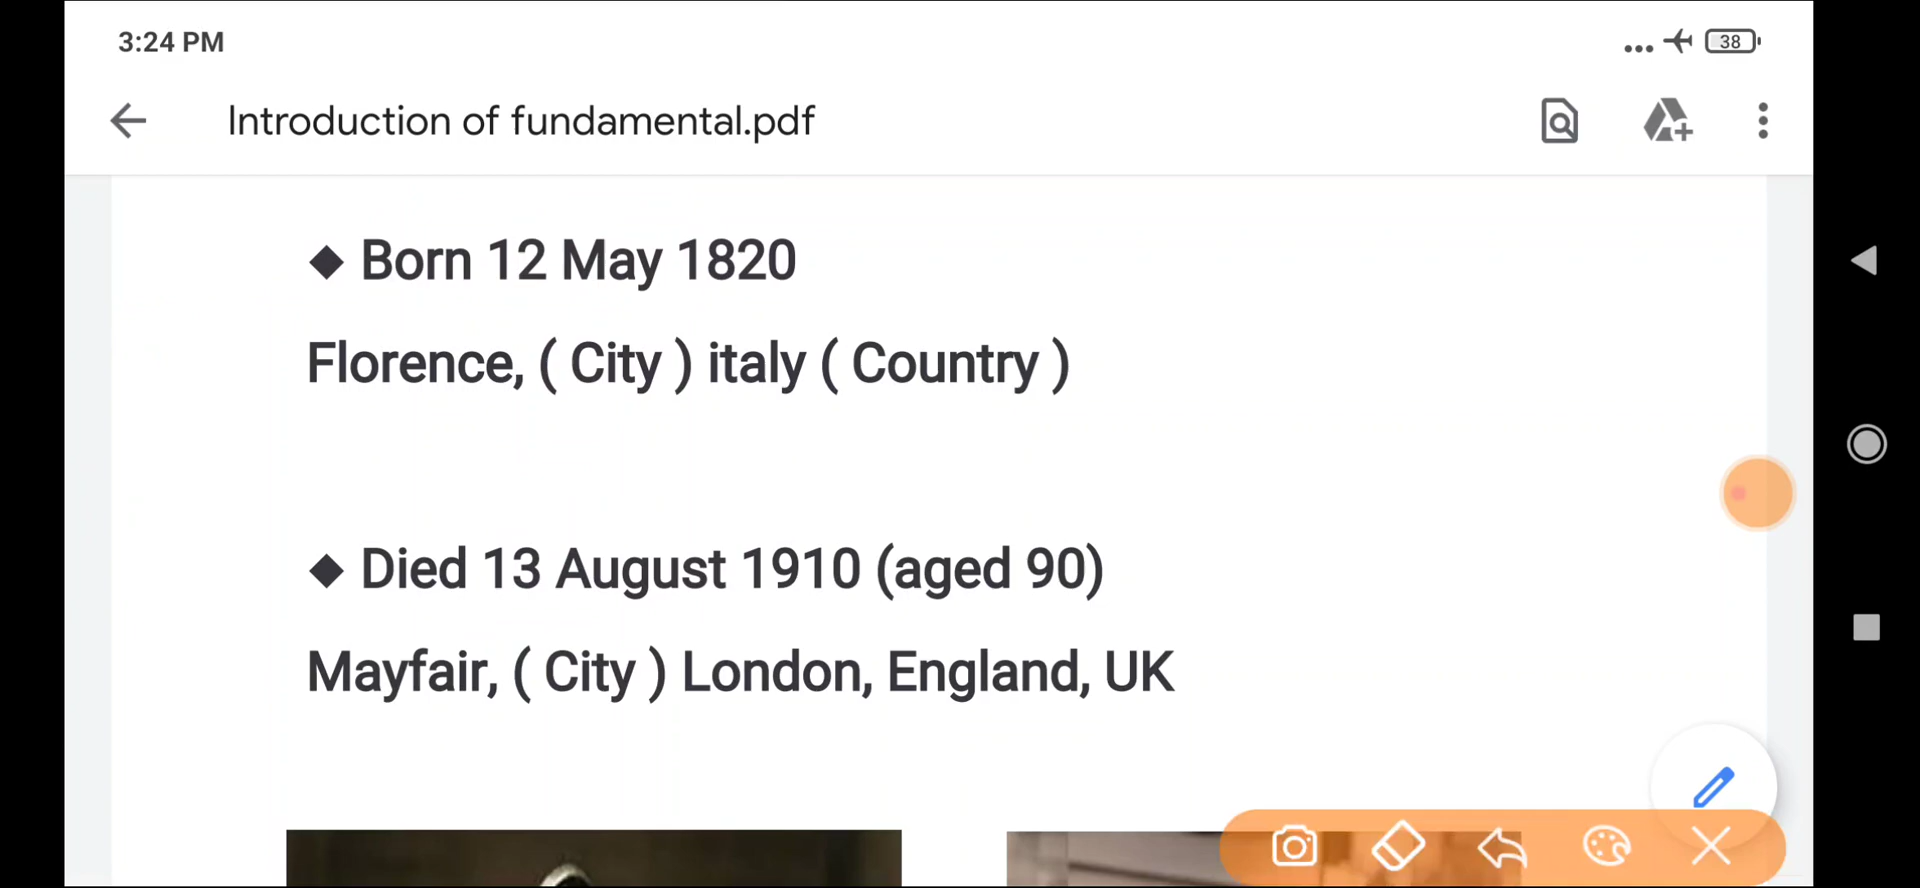 3:24 PM
38
Introduction of fundamental.pdf
◆ Born 12 May 1820
Florence, ( City ) italy ( Country )
◆ Died 13 August 1910 (aged 90)
Mayfair, ( City ) London, England, UK